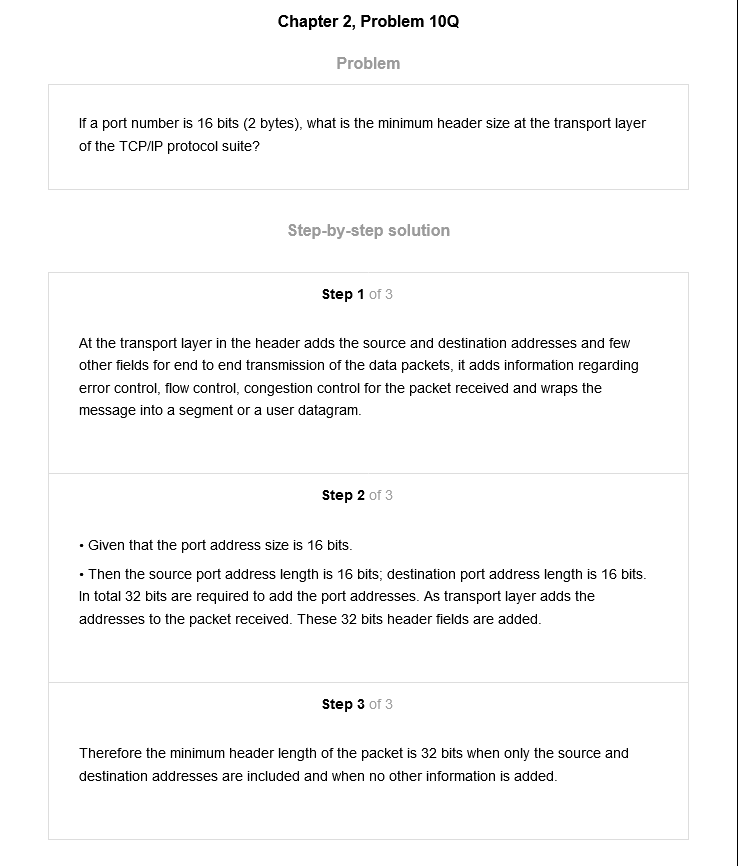 Chapter 2, Problem 10Q
Problem
If a port number is 16 bits (2 bytes), what is the minimum header size at the transport layer
of the TCP/IP protocol suite?
Step-by-step solution
Step 1 of 3
At the transport layer in the header adds the source and destination addresses and few
other fields for end to end transmission of the data packets, it adds information regarding
error control, flow control, congestion control for the packet received and wraps the
message into a segment or a user datagram.
Step 2 of 3
• Given that the port address size is 16 bits.
• Then the source port address length is 16 bits; destination port address length is 16 bits.
In total 32 bits are required to add the port addresses. As transport layer adds the
addresses to the packet received. These 32 bits header fields are added.
Step 3 of 3
Therefore the minimum header length of the packet is 32 bits when only the source and
destination addresses are included and when no other information is added.